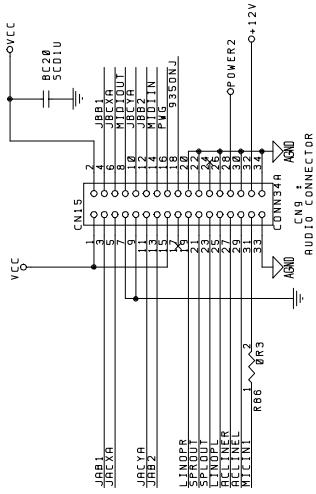 VCC
BC20
SCD1U
JBB1
JBCXA
MIDIOUT
JBCYA
JBB2
MIDIIN
PWG
9350NJ
POWER2
+12V
2
4
6
8
10
12
14
16
18
20
22
24
26
28
30
32
34
AGND
CN15
CONN34A
CN9 :
AUDIO CONNECTOR
1
3
5
7
9
11
13
15
17
19
21
23
25
27
29
31
33
AGND
VCC
1
2
0R3
R86
JAB1
JACXA
JACYA
JAB2
LINOPR
SPROUT
SPLOUT
LINOPL
ACLINER
ACLINEL
MICIN1